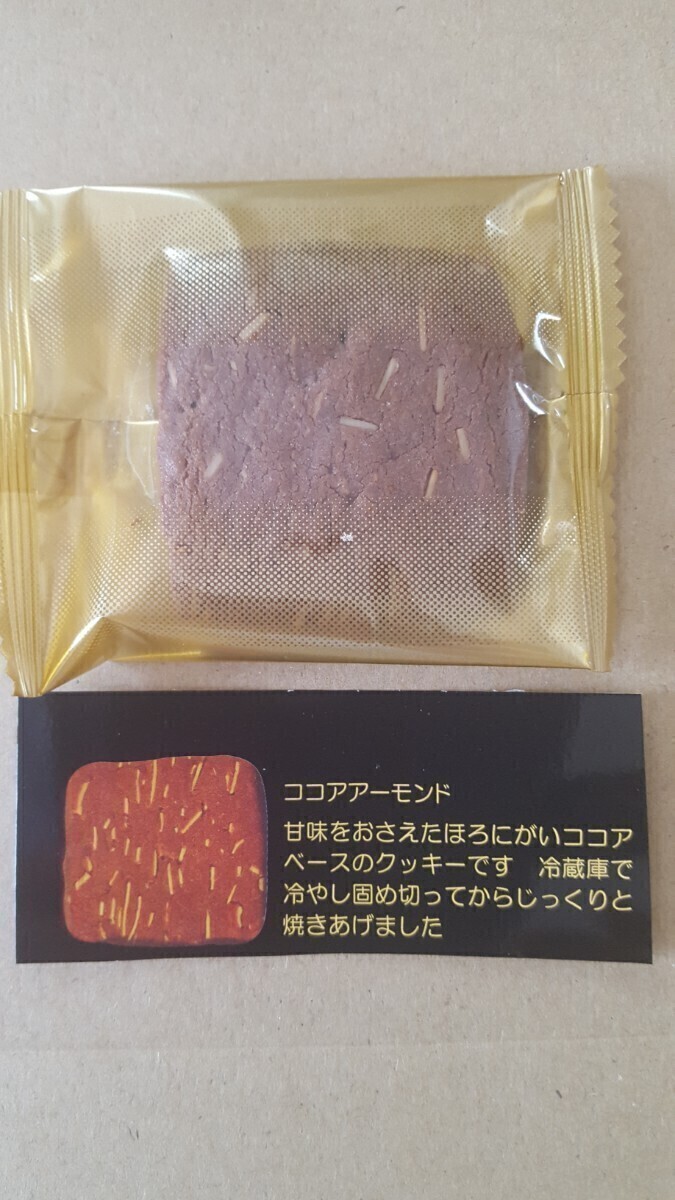 ココアアーモンド
甘味をおさえたほろにがいココア
ベースのクッキーです　冷蔵庫で
冷やし固め切ってからじっくりと
焼きあげました